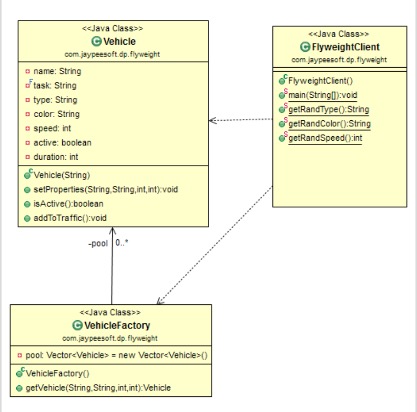 <<Java Class>>
Vehicle
com.jaypeesoft.dp.flyweight
name: String
task: String
type: String
color: String
speed: int
active: boolean
duration: int
Vehicle(String)
setProperties(String,String,int,int):void
isActive():boolean
addToTraffic():void
<<Java Class>>
FlyweightClient
com.jaypeesoft.dp.flyweight
FlyweightClient()
main(String[]):void
getRandType():String
getRandColor():String
getRandSpeed():int
-pool 0..*
<<Java Class>>
VehicleFactory
com.jaypeesoft.dp.flyweight
pool: Vector<Vehicle> = new Vector<Vehicle>()
VehicleFactory()
getVehicle(String,String,int,int):Vehicle